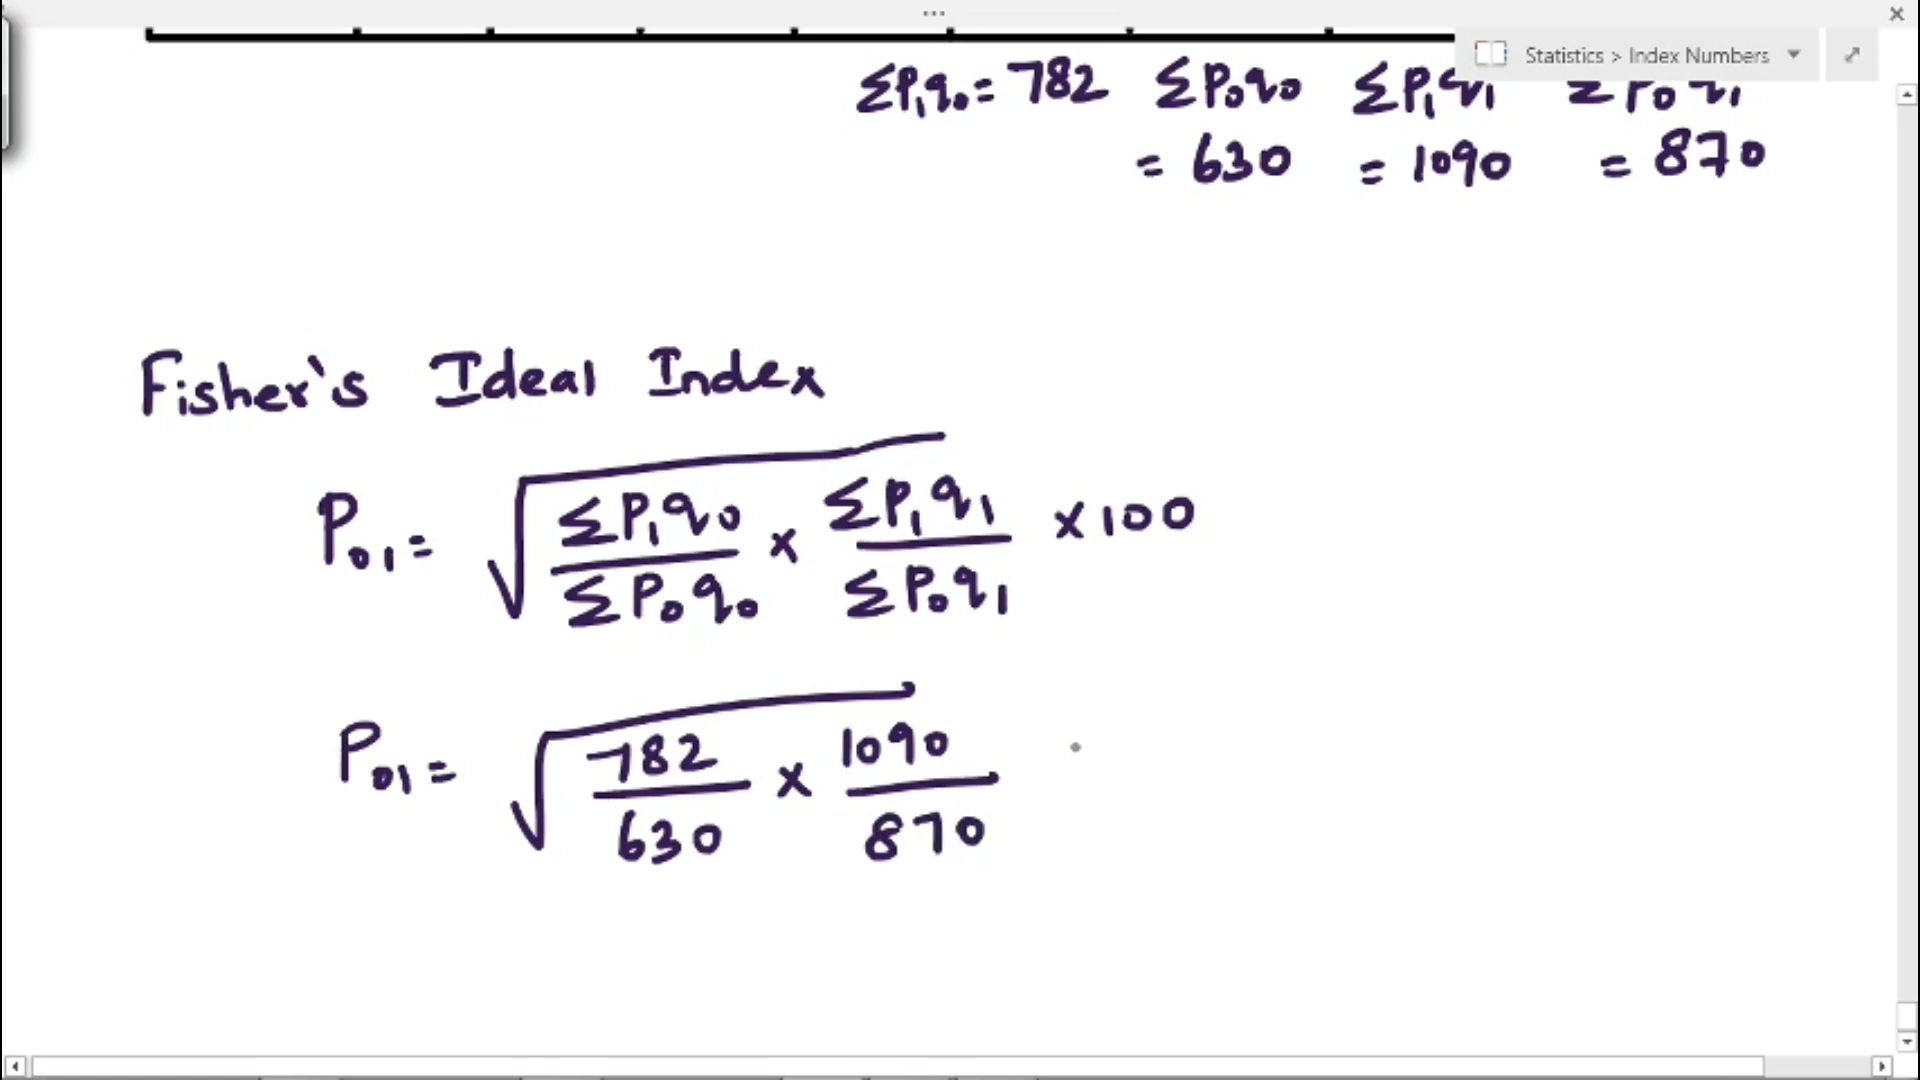 ...
Statistics > Index Numbers
ΣP₁q₀ = 782 ΣP₀q₀ ΣP₁q₁ ΣP₀q₁
= 630 = 1090 = 870
Fisher's Ideal Index
P₀₁ = √ΣP₁q₀/ΣP₀q₀ × ΣP₁q₁/ΣP₀q₁ × 100
P₀₁ = √782/630 × 1090/870